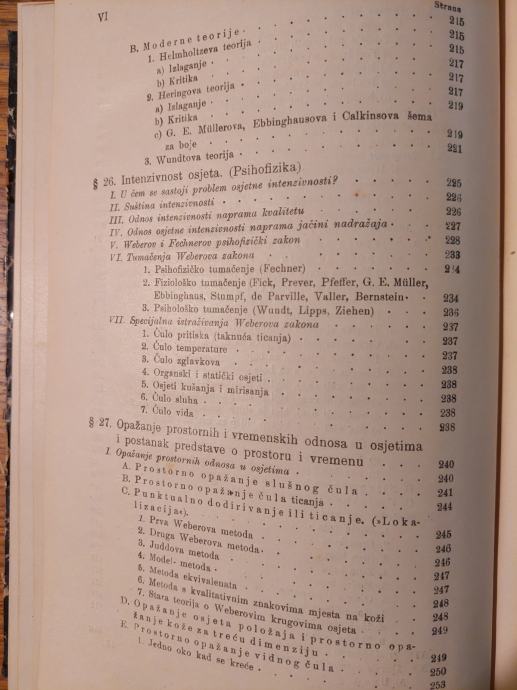 VI
Strana
B. Moderne teorije 215
1. Helmholtzeva teorija 215
a) Izlaganje 215
b) Kritika 217
2. Heringova teorija 217
a) Izlaganje 217
b) Kritika 219
c) G. E. Müllerova, Ebbinghausova i Calkinsova šema
za boje 219
3. Wundtova teorija 221
§ 26. Intenzivnost osjeta. (Psihofizika)
I. U čem se sastoji problem osjetne intenzivnosti? 225
II. Suština intenzivnosti 226
III. Odnos intenzivnosti naprama kvalitetu 226
IV. Odnos osjetne intenzivnosti naprama jačini nadražaja 227
V. Weberov i Fechnerov psihofizički zakon 228
VI. Tumačenja Weberova zakona 233
1. Psihofizičko tumačenje (Fechner) 234
2. Fiziološko tumačenje (Fick, Prever, Pfeffer, G. E. Müller,
Ebbinghaus, Stumpf, de Parville, Valler, Bernstein 234
3. Psihološko tumačenje (Wundt, Lipps, Ziehen) 236
VII. Specijalna istraživanja Weberova zakona 237
1. Čulo pritiska (taknuća ticanja) 237
2. Čulo temperature 237
3. Čulo zglavkova 237
4. Organski i statički osjeti 238
5. Osjeti kušanja i mirisanja 238
6. Čulo sluha 238
7. Čulo vida 238
§ 27. Opažanje prostornih i vremenskih odnosa u osjetima
i postanak predstave o prostoru i vremenu 240
I. Opažanje prostornih odnosa u osjetima 240
A. Prostorno opažanje slušnog čula 241
B. Prostorno opažanje čula ticanja 244
C. Punktualno dodirivanje ili ticanje. (»Loka-
lizacija«).
1. Prva Weberova metoda 245
2. Druga Weberova metoda 246
3. Juddova metoda 246
4. Model- metoda 247
5. Metoda ekvivalenata 247
6. Metoda s kvalitativnim znakovima mjesta na koži 248
7. Stara teorija o Weberovim krugovima osjeta 248
D. Opažanje osjeta položaja i prostorno opa- 249
žanje kože za treću dimenziju 249
E. Prostorno opažanje vidnog čula 250
1. Jedno oko kad se kreće 253